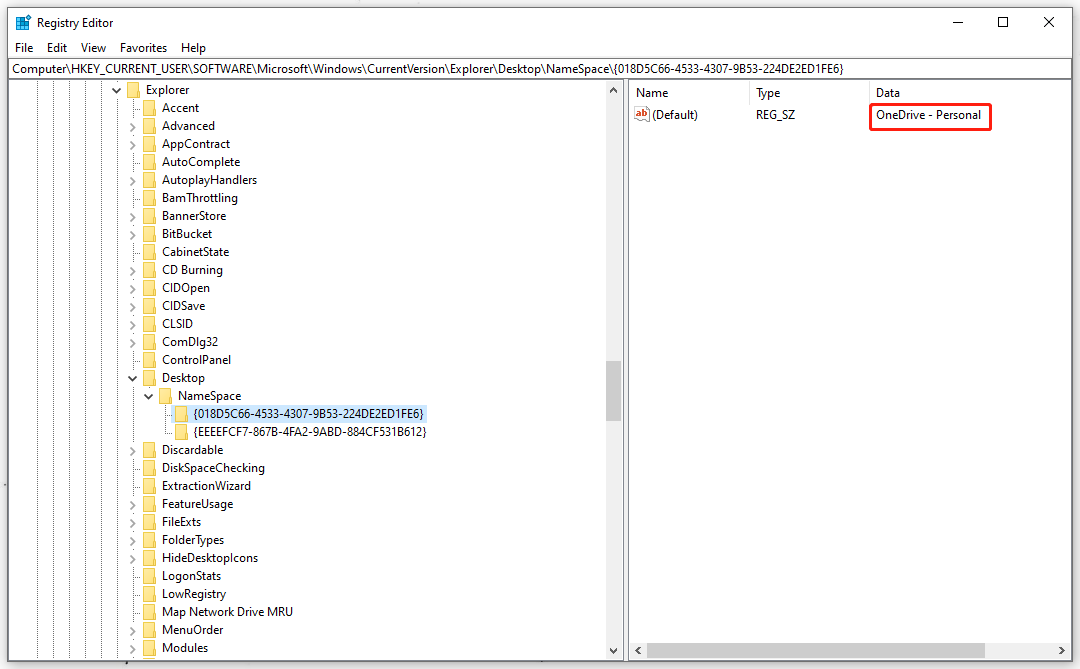 Registry Editor
File Edit View Favorites Help
Computer\HKEY_CURRENT_USER\SOFTWARE\Microsoft\Windows\CurrentVersion\Explorer\Desktop\NameSpace\{018D5C66-4533-4307-9B53-224DE2ED1FE6}
Explorer
Accent
Advanced
AppContract
AutoComplete
AutoplayHandlers
BamThrottling
BannerStore
BitBucket
CabinetState
CD Burning
CIDOpen
CIDSave
CLSID
ComDlg32
ControlPanel
Desktop
NameSpace
{018D5C66-4533-4307-9B53-224DE2ED1FE6}
{EEEEFCF7-867B-4FA2-9ABD-884CF531B612}
Discardable
DiskSpaceChecking
ExtractionWizard
FeatureUsage
FileExts
FolderTypes
HideDesktopIcons
LogonStats
LowRegistry
Map Network Drive MRU
MenuOrder
Modules
Name Type Data
ab (Default) REG_SZ OneDrive - Personal